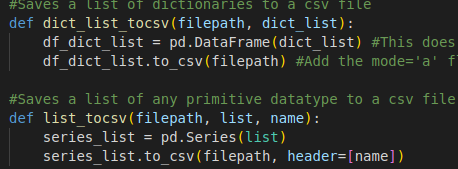 #Saves a list of dictionaries to a csv file
def dict_list_tocsv(filepath, dict_list):
    df_dict_list = pd.DataFrame(dict_list) #This does
    df_dict_list.to_csv(filepath) #Add the mode='a'
#Saves a list of any primitive datatype to a csv file
def list_tocsv(filepath, list, name):
    series_list = pd.Series(list)
    series_list.to_csv(filepath, header=[name])